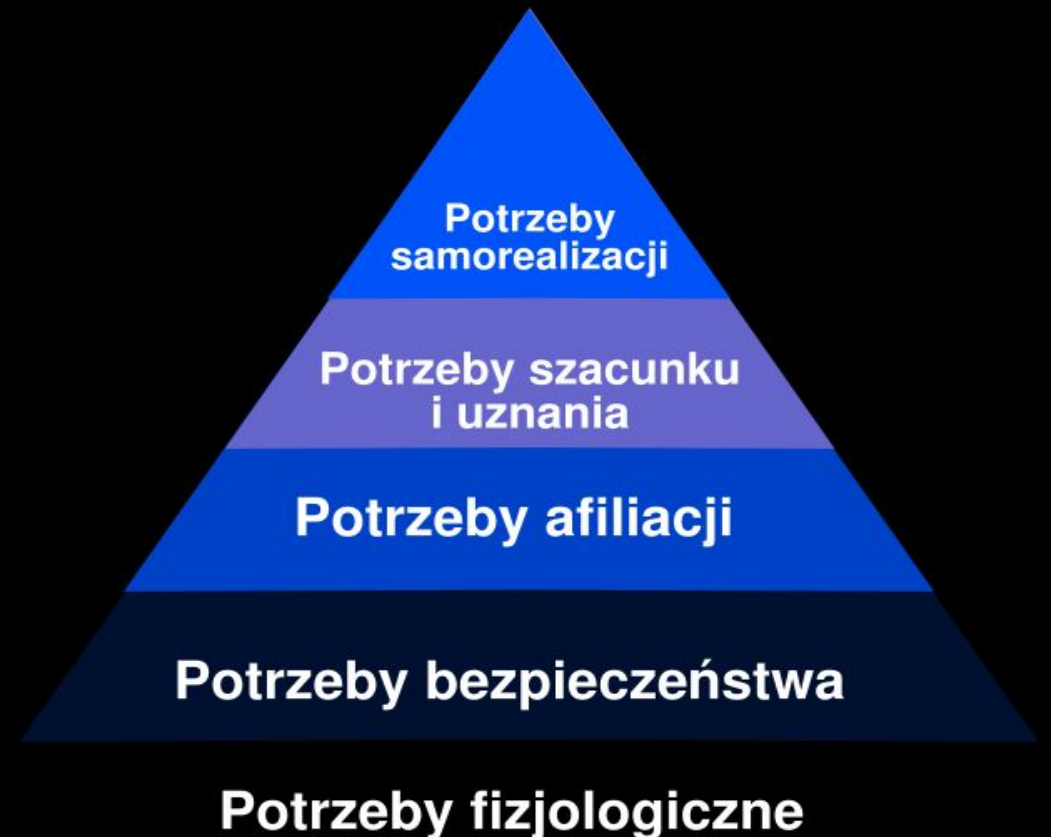 Potrzeby
samorealizacji
Potrzeby szacunku
i uznania
Potrzeby afiliacji
Potrzeby bezpieczeństwa
Potrzeby fizjologiczne